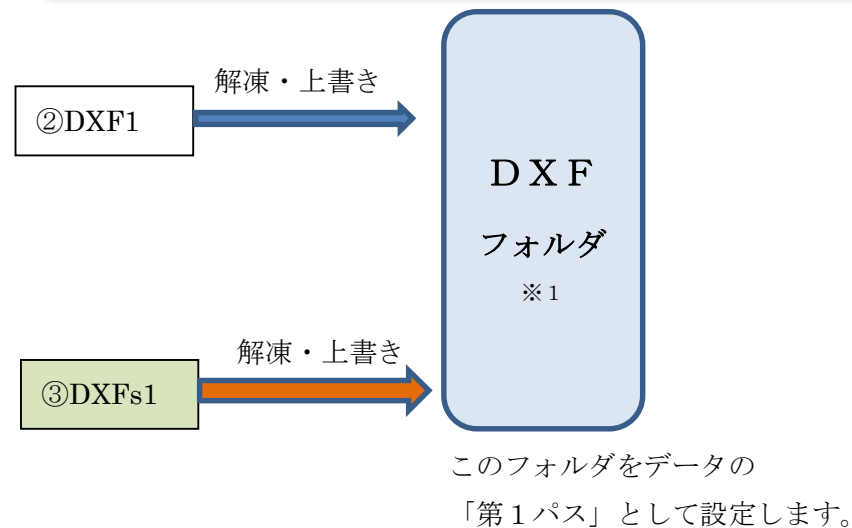 解凍・上書き
②DXF1
ＤＸＦ
フォルダ
※１
解凍・上書き
③DXFs1
このフォルダをデータの
「第１パス」として設定します。